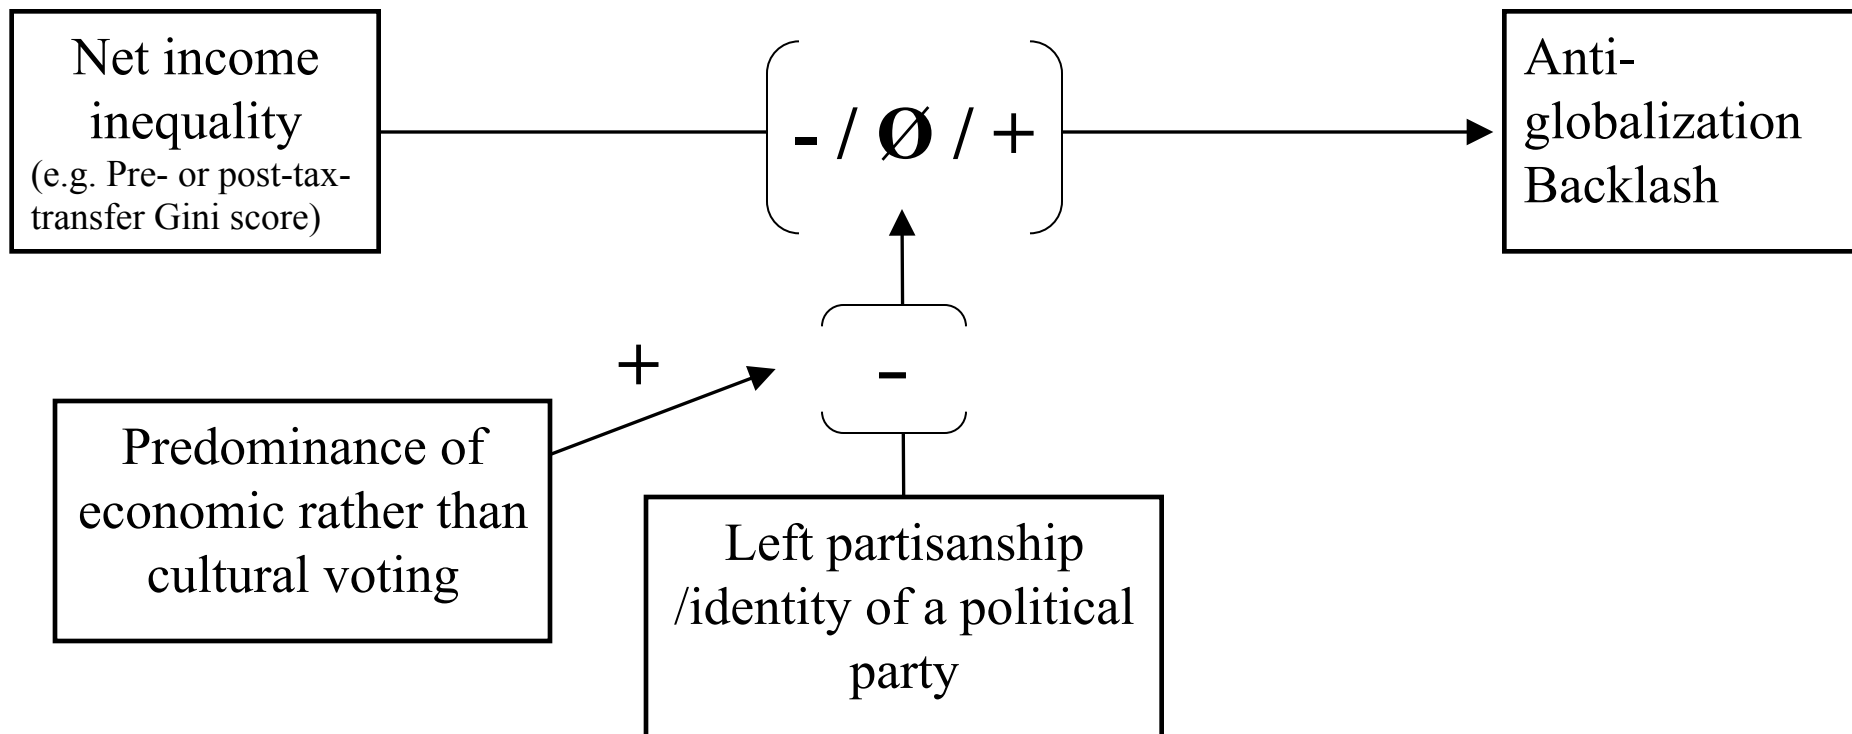 Net income
inequality
(e.g. Pre- or post-tax-
transfer Gini score)
- / Ø / +
Anti-
globalization
Backlash
+
-
Predominance of
economic rather than
cultural voting
Left partisanship
/identity of a political
party